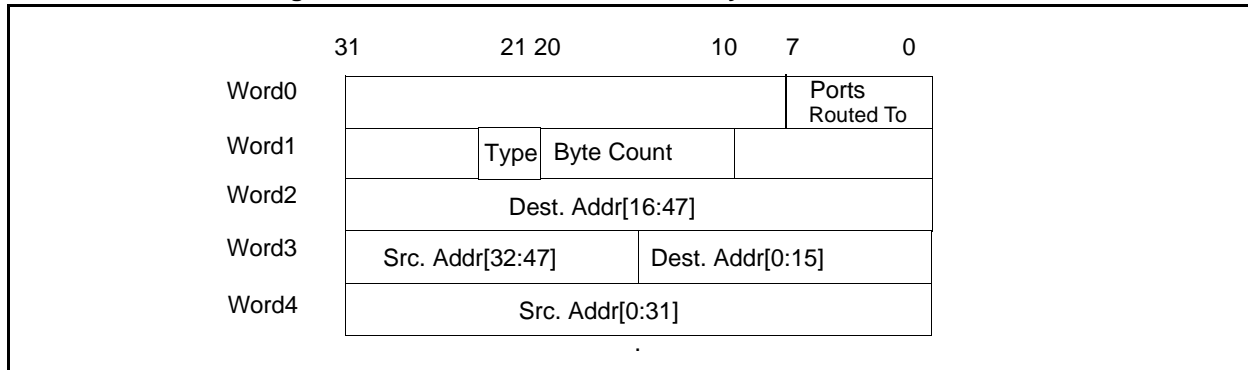 31 21 20 10 7 0
Word0
Ports
Routed To
Word1 Type Byte Count
Word2 Dest. Addr[16:47]
Word3 Src. Addr[32:47] Dest. Addr[0:15]
Word4 Src. Addr[0:31]
.